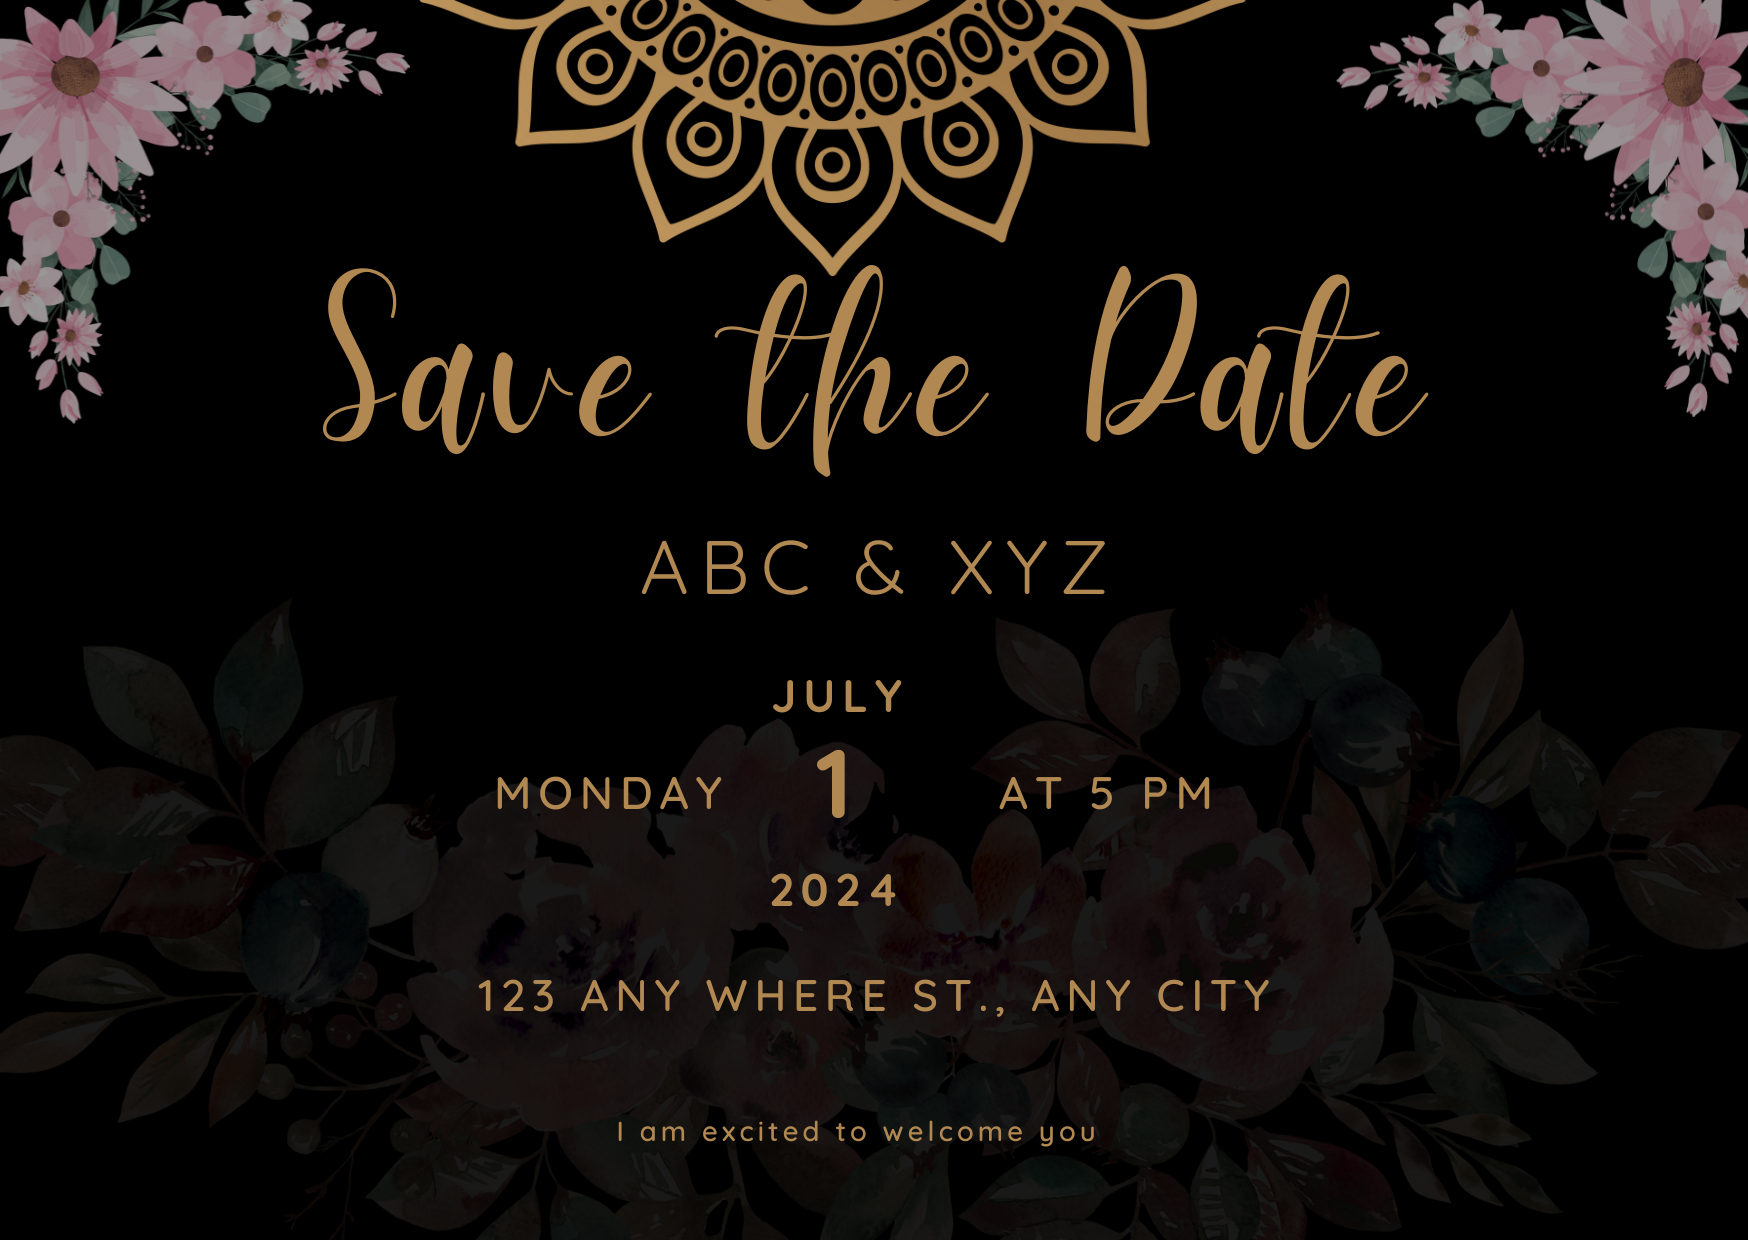 Save the Date
ABC & XYZ
JULY
MONDAY 1 AT 5 PM
2024
123 ANY WHERE ST., ANY CITY
I am excited to welcome you